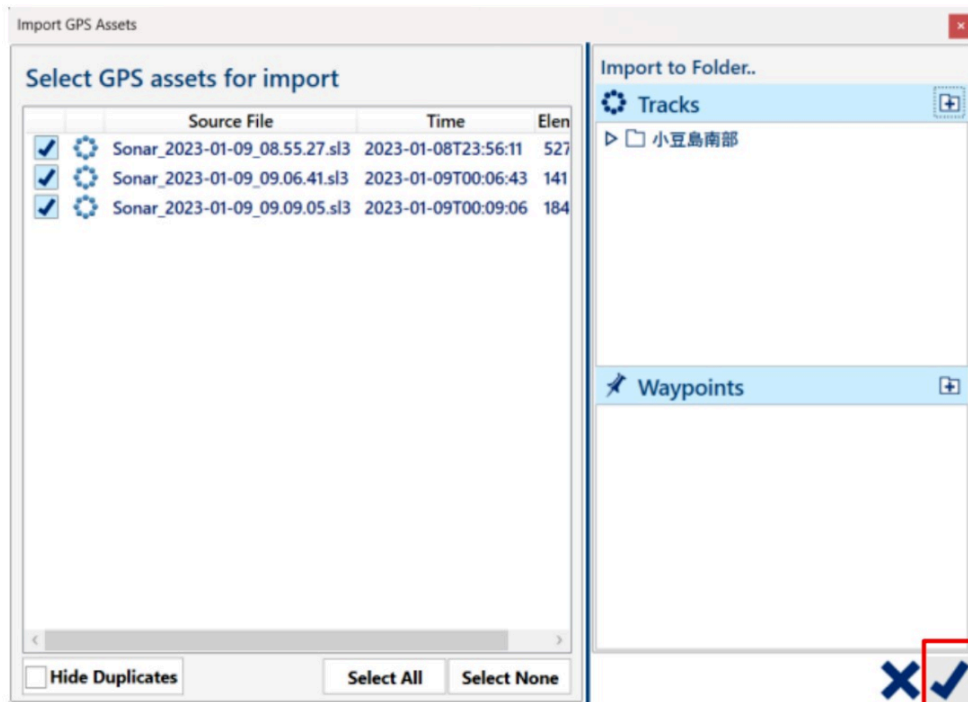 Import GPS Assets
Select GPS assets for import
Source File Time Elen
Sonar_2023-01-09_08.55.27.sl3 2023-01-08T23:56:11 527
Sonar_2023-01-09_09.06.41.sl3 2023-01-09T00:06:43 141
Sonar_2023-01-09_09.09.05.sl3 2023-01-09T00:09:06 184
Hide Duplicates Select All Select None
Import to Folder..
Tracks
小豆島南部
Waypoints